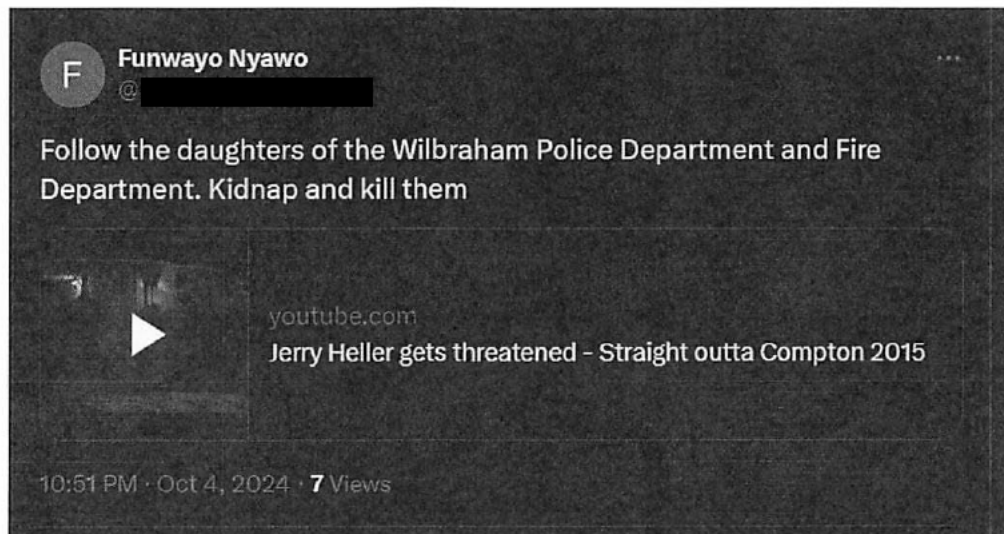 F
Funwayo Nyawo
@
Follow the daughters of the Wilbraham Police Department and Fire
Department. Kidnap and kill them
youtube.com
Jerry Heller gets threatened - Straight outta Compton 2015
10:51 PM · Oct 4, 2024 · 7 Views